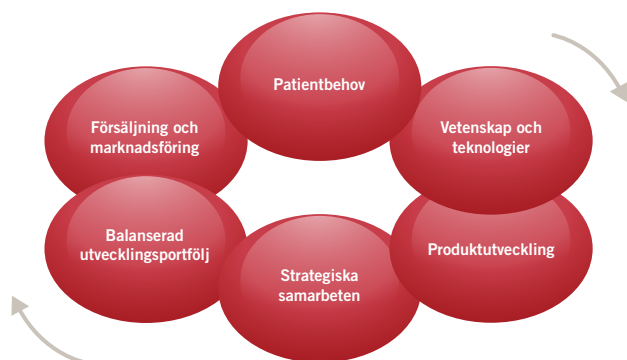 Patientbehov
Försäljning och
marknadsföring
Vetenskap och
teknologier
Balanserad
utvecklingsportfölj
Produktutveckling
Strategiska
samarbeten